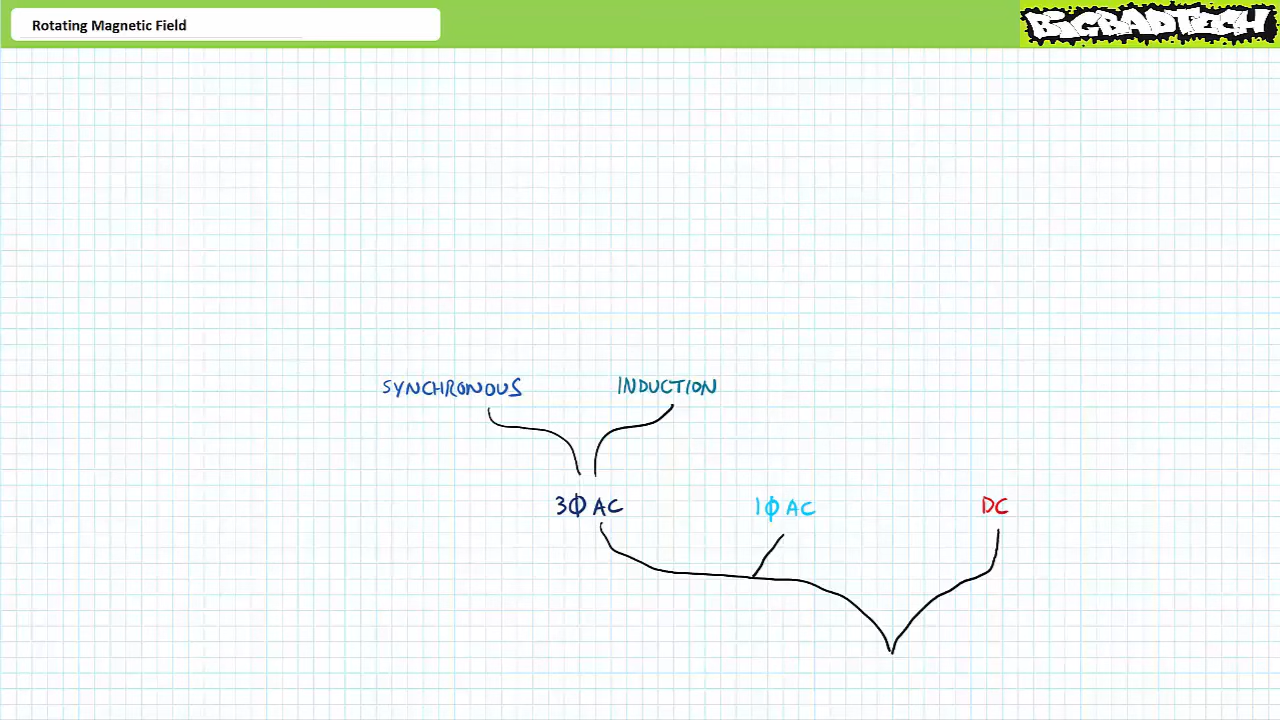 Rotating Magnetic Field
BIGBADTECH
SYNCHRONOUS
INDUCTION
3Φ AC
1Φ AC
DC